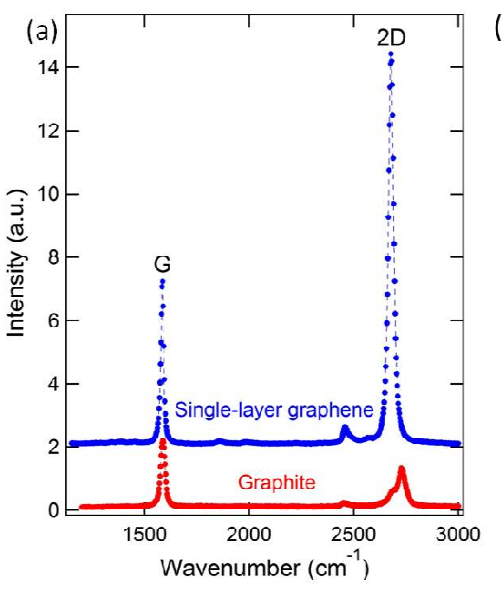 (a)
(
2D
14
12
10
8
G
6
4
Single-layer graphene
2
Graphite
0
1500 2000 2500 3000
Wavenumber (cm⁻¹)
Intensity (a.u.)